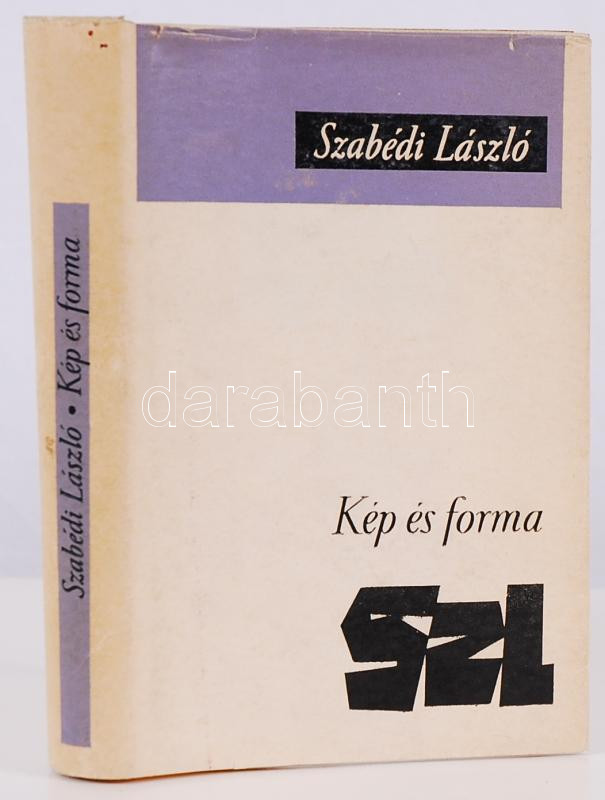 Szabédi László
Kép és forma
SZL
Szabédi László • Kép és forma
darabanth